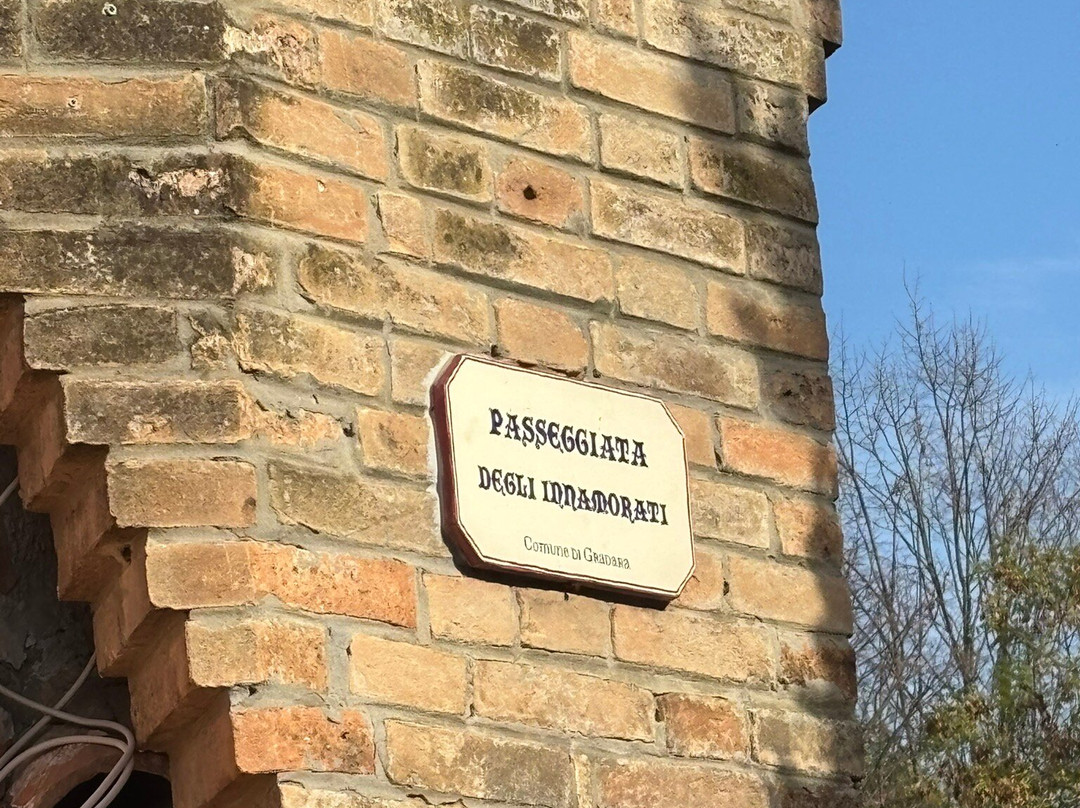 PASSEGGIATA
DEGLI INNAMORATI
Comune di Gradara